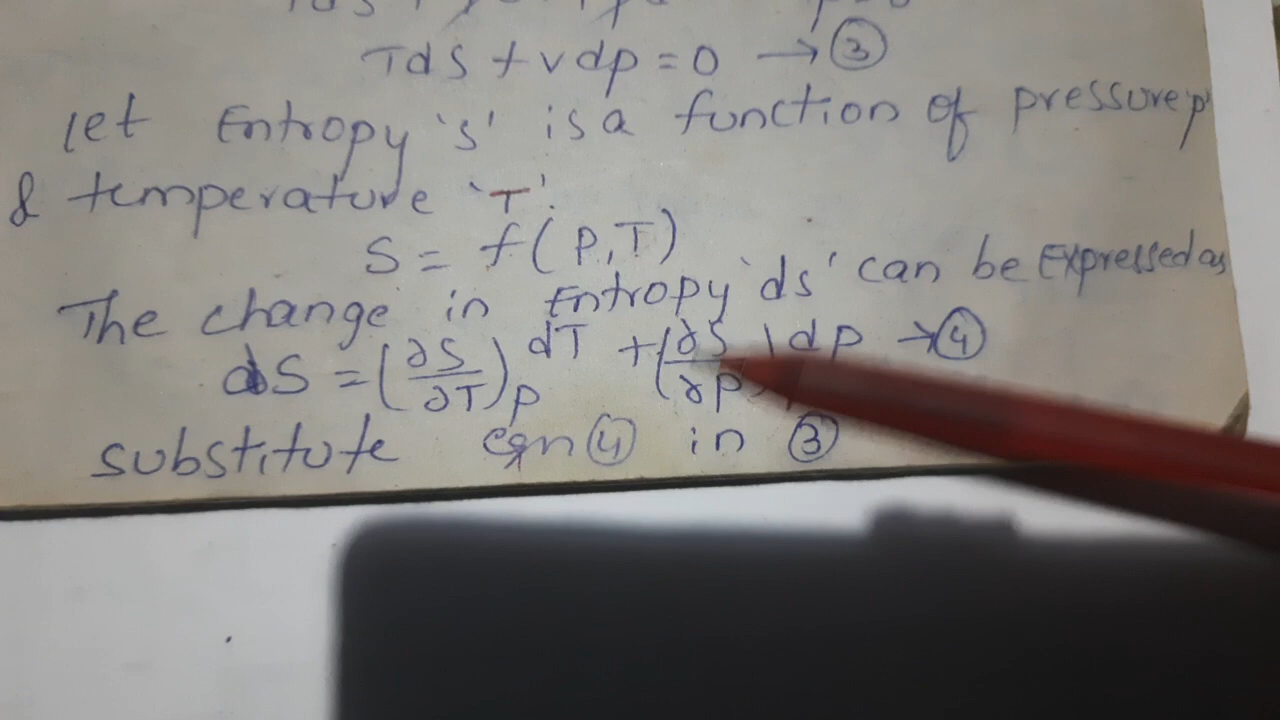 Tds + vdp = 0 → ③
let Entropy 's' is a function of pressure 'p'
& temperature 'T'.
S = f(P,T)
The change in Entropy 'ds' can be Expressed as
dS = (∂S/∂T)p dT + (∂S/∂P) dp → ④
substitute eqn ④ in ③